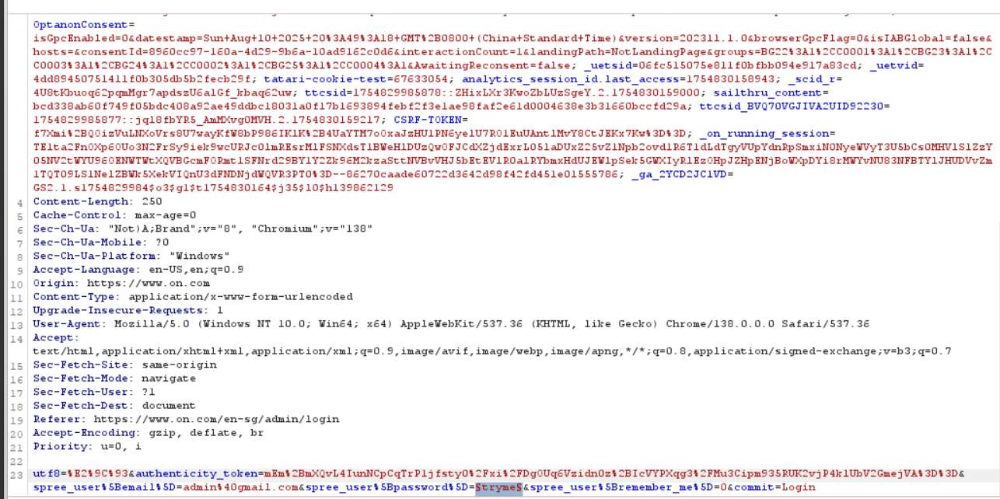 OptanonConsent=
isGpcEnabled=0&datestamp=Sun+Aug+10+2025+20%3A49%3A18+GMT%2B0800+(China+Standard+Time)&version=202311.1.0&browserGpcFlag=0&isIABGlobal=false&
hosts=&consentId=8960cc97-160a-4d29-9b6a-10ad9162c0d6&interactionCount=1&landingPath=NotLandingPage&groups=BG22%3A1%2CC0001%3A1%2CBG23%3A1%2C
C0003%3A1%2CBG24%3A1%2CC0002%3A1%2CBG25%3A1%2CC0004%3A1&AwaitingReconsent=false; _uetsid=06fc515075e811f0bfbb094e917a83cd; _uetvid=
4dd89450751411f0b305db5b2fecb29f; tatari-cookie-test=67633054; analytics_session_id.last_access=1754830158943; _scid_r=
4U8tKbuoq62pqmMgr7apdszU6alGf_kbaq62uw; ttcsid=1754829985878::ZHixLXr3KwoZbLUzSgeY.2.1754830159000; sailthru_content=
bcd338ab60f749f05bdc408a92ae49ddbc18031a0f17b1693894febf2f3e1ae98faf2e61d0004638e3b31660bccfd29a; ttcsid_BVQ70VGJIVA2UID92230=
1754829985877::jql8fbYR5_AmMXvg0MVH.2.1754830159217; CSRF-TOKEN=
f7Xmi%2BQ0izVuLNXoVrs8U7wayKfW8bP986IKlK%2B4UaYTM7oOxaJzHU1PN6yelU7R01EuUAnt1MvY8CtJEKx7Kw%3D%3D; _on_running_session=
GS2.1.s1754829984$o3$g1$t1754830164$j35$l0$h139862129
4 Content-Length: 250
5 Cache-Control: max-age=0
6 Sec-Ch-Ua: "Not)A;Brand";v="8", "Chromium";v="138"
7 Sec-Ch-Ua-Mobile: ?0
8 Sec-Ch-Ua-Platform: "Windows"
9 Accept-Language: en-US,en;q=0.9
10 Origin: https://www.on.com
11 Content-Type: application/x-www-form-urlencoded
12 Upgrade-Insecure-Requests: 1
13 User-Agent: Mozilla/5.0 (Windows NT 10.0; Win64; x64) AppleWebKit/537.36 (KHTML, like Gecko) Chrome/138.0.0.0 Safari/537.36
14 Accept:
text/html,application/xhtml+xml,application/xml;q=0.9,image/avif,image/webp,image/apng,*/*;q=0.8,application/signed-exchange;v=b3;q=0.7
15 Sec-Fetch-Site: same-origin
16 Sec-Fetch-Mode: navigate
17 Sec-Fetch-User: ?1
18 Sec-Fetch-Dest: document
19 Referer: https://www.on.com/en-sg/admin/login
20 Accept-Encoding: gzip, deflate, br
21 Priority: u=0, i
22
23 utf8=%E2%9C%93&authenticity_token=mEm%2BmXQvL4IunNCpCqTrPljfsty0%2Fxi%2FDgOUq6Vzidn0z%2BIcVYPXqg3%2FMu3Cipm935RUK2vjP4klUbV2GmejVA%3D%3D&
spree_user%5Bemail%5D=admin%40gmail.com&spree_user%5Bpassword%5D=§tryme§&spree_user%5Bremember_me%5D=0&commit=Login